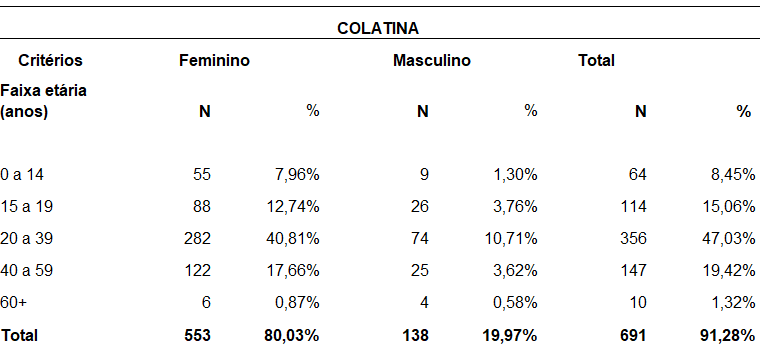 COLATINA
Critérios Feminino Masculino Total
Faixa etária (anos) N % N % N %
0 a 14 55 7,96% 9 1,30% 64 8,45%
15 a 19 88 12,74% 26 3,76% 114 15,06%
20 a 39 282 40,81% 74 10,71% 356 47,03%
40 a 59 122 17,66% 25 3,62% 147 19,42%
60+ 6 0,87% 4 0,58% 10 1,32%
Total 553 80,03% 138 19,97% 691 91,28%